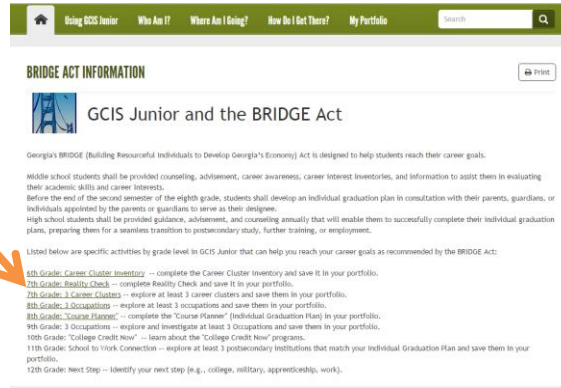 Using GCIS Junior Who Am I? Where Am I Going? How Do I Get There? My Portfolio Search
BRIDGE ACT INFORMATION
Print
GCIS Junior and the BRIDGE Act
Georgia's BRIDGE (Building Resourceful Individuals to Develop Georgia's Economy) Act is designed to help students reach their career goals.
Middle school students shall be provided counseling, advisement, career awareness, career interest inventories, and information to assist them in evaluating
their academic skills and career interests.
Before the end of the second semester of the eighth grade, students shall develop an individual graduation plan in consultation with their parents, guardians, or
individuals appointed by the parents or guardians to serve as their designee.
High school students shall be provided guidance, advisement, and counseling annually that will enable them to successfully complete their individual graduation
plans, preparing them for a seamless transition to postsecondary study, further training, or employment.
Listed below are specific activities by grade level in GCIS Junior that can help you reach your career goals as recommended by the BRIDGE Act:
6th Grade: Career Cluster Inventory -- complete the Career Cluster Inventory and save it in your portfolio.
7th Grade: Reality Check -- complete Reality Check and save it in your portfolio.
7th Grade: 3 Career Clusters -- explore at least 3 career clusters and save them in your portfolio.
8th Grade: 3 Occupations -- explore at least 3 occupations and save them in your portfolio.
8th Grade: "Course Planner" -- complete the "Course Planner" (Individual Graduation Plan) in your portfolio.
9th Grade: 3 Occupations -- explore and investigate at least 3 Occupations and save them in your portfolio.
10th Grade: "College Credit Now" -- learn about the "College Credit Now" programs.
11th Grade: School to Work Connection -- explore at least 3 postsecondary institutions that match your Individual Graduation Plan and save them in your
portfolio.
12th Grade: Next Step -- identify your next step (e.g., college, military, apprenticeship, work).